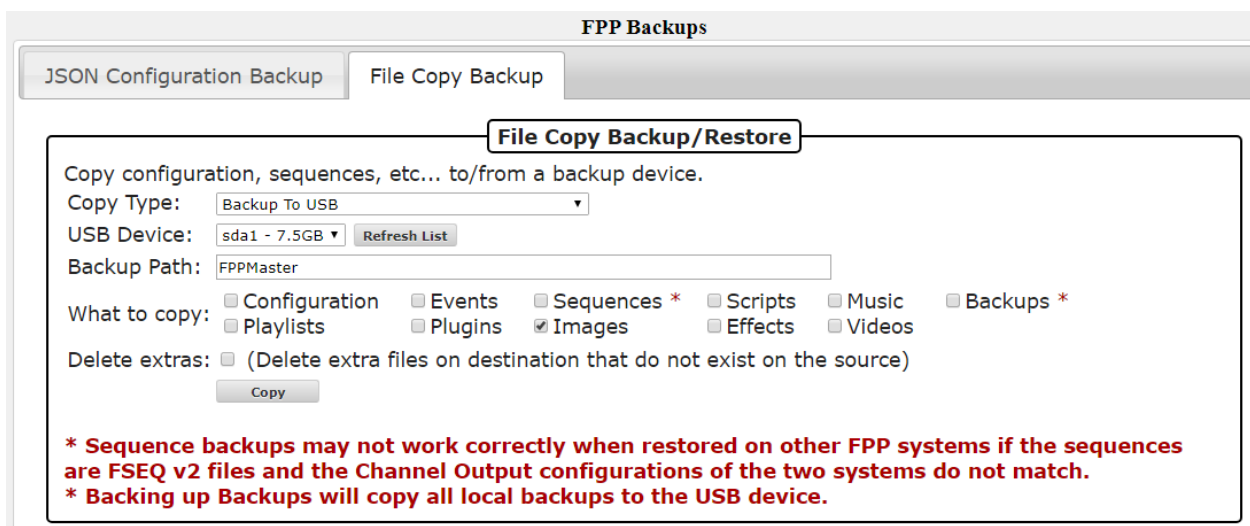 FPP Backups
JSON Configuration Backup File Copy Backup
File Copy Backup/Restore
Copy configuration, sequences, etc... to/from a backup device.
Copy Type: Backup To USB
USB Device: sda1 - 7.5GB Refresh List
Backup Path: FPPMaster
What to copy: Configuration Events Sequences * Scripts Music Backups *
Playlists Plugins Images Effects Videos
Delete extras: (Delete extra files on destination that do not exist on the source)
Copy
* Sequence backups may not work correctly when restored on other FPP systems if the sequences
are FSEQ v2 files and the Channel Output configurations of the two systems do not match.
* Backing up Backups will copy all local backups to the USB device.